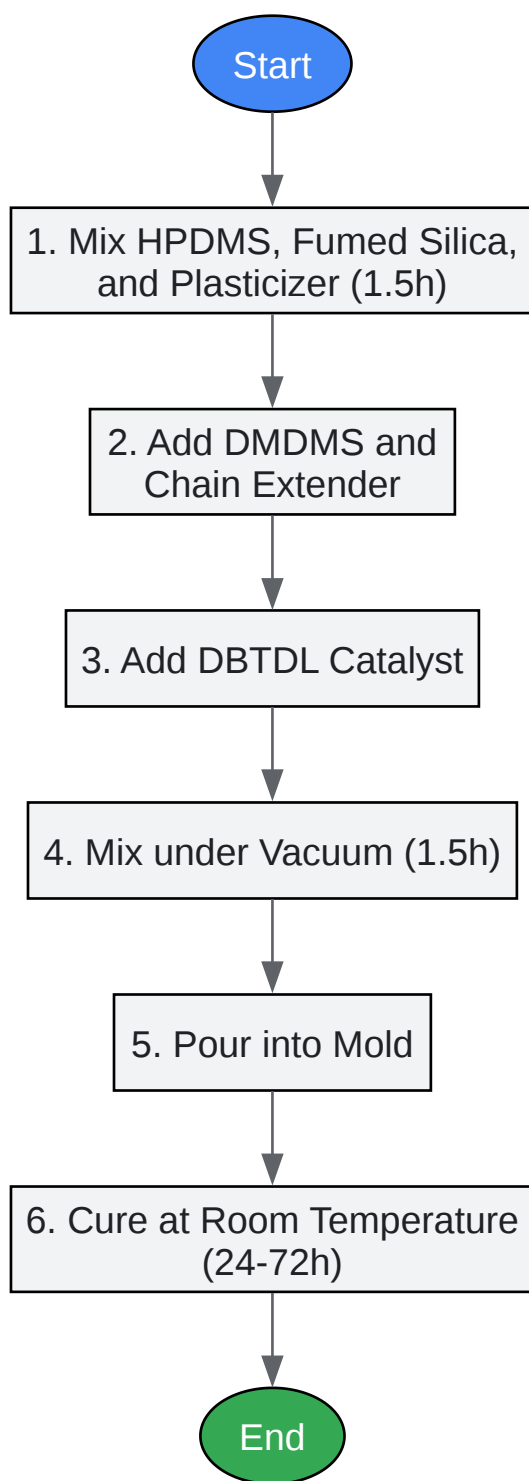 Start
1. Mix HPDMS, Fumed Silica,
and Plasticizer (1.5h)
2. Add DMDMS and
Chain Extender
3. Add DBTDL Catalyst
4. Mix under Vacuum (1.5h)
5. Pour into Mold
6. Cure at Room Temperature
(24-72h)
End